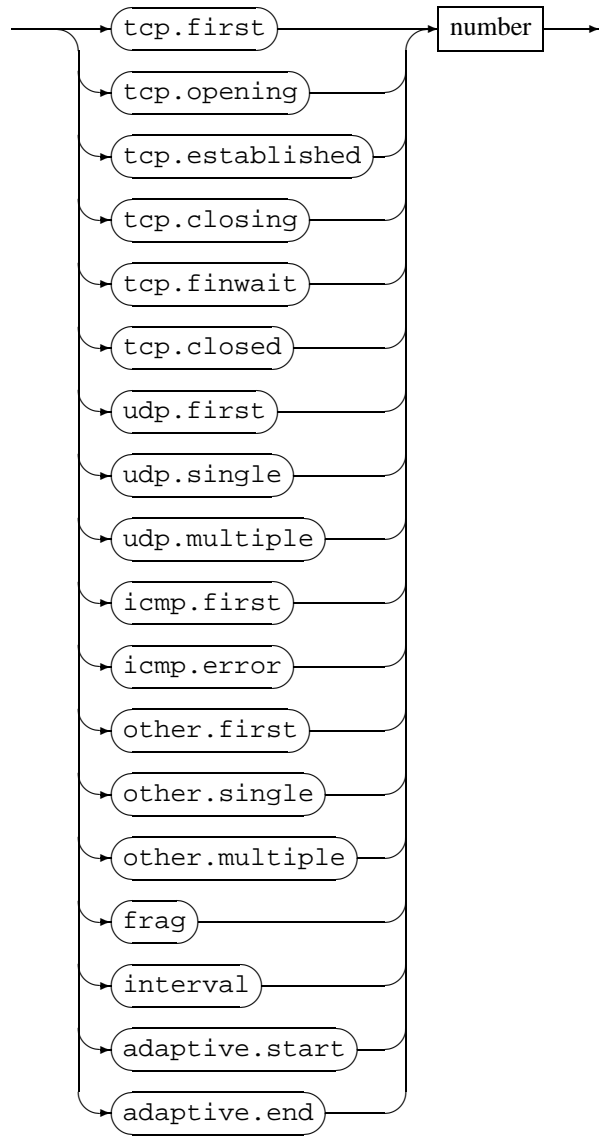 tcp.first number
tcp.opening
tcp.established
tcp.closing
tcp.finwait
tcp.closed
udp.first
udp.single
udp.multiple
icmp.first
icmp.error
other.first
other.single
other.multiple
frag
interval
adaptive.start
adaptive.end